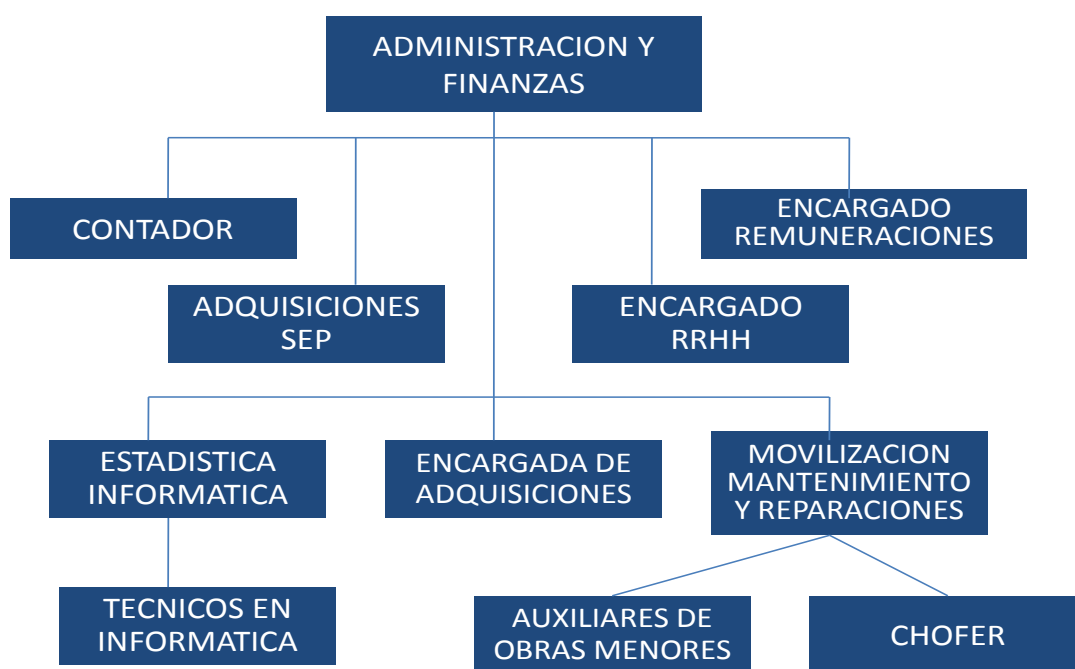 ADMINISTRACION Y
FINANZAS
CONTADOR
ENCARGADO
REMUNERACIONES
ADQUISICIONES
SEP
ENCARGADO
RRHH
ESTADISTICA
INFORMATICA
ENCARGADA DE
ADQUISICIONES
MOVILIZACION
MANTENIMIENTO
Y REPARACIONES
TECNICOS EN
INFORMATICA
AUXILIARES DE
OBRAS MENORES
CHOFER